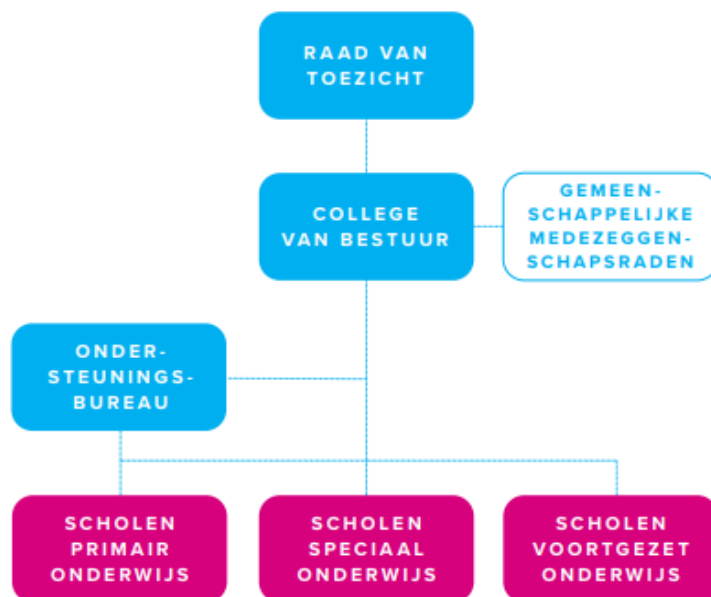 RAAD VAN
TOEZICHT
COLLEGE
VAN BESTUUR
GEMEEN-
SCHAPPELIJKE
MEDEZEGGEN-
SCHAPSRADEN
ONDER-
STEUNINGS-
BUREAU
SCHOLEN
PRIMAIR
ONDERWIJS
SCHOLEN
SPECIAAL
ONDERWIJS
SCHOLEN
VOORTGEZET
ONDERWIJS